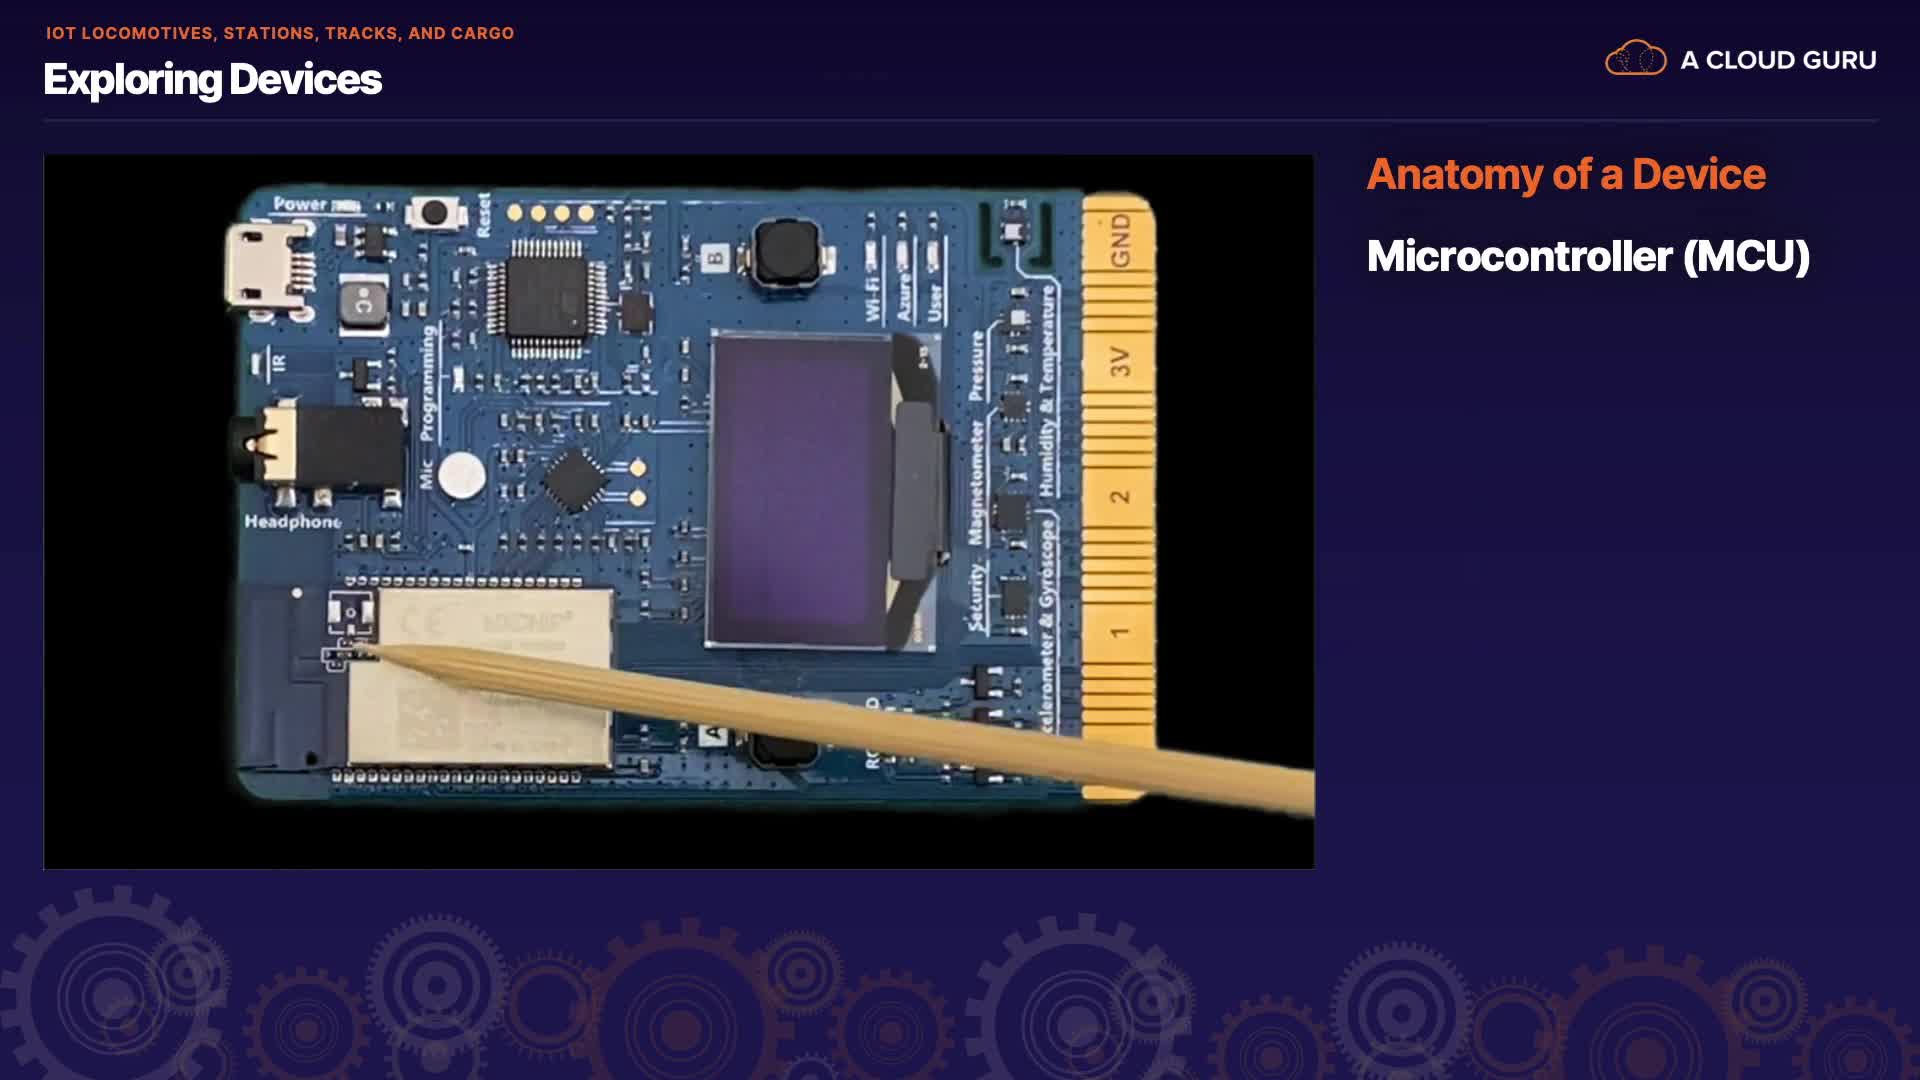 IOT LOCOMOTIVES, STATIONS, TRACKS, AND CARGO
Exploring Devices
A CLOUD GURU
Anatomy of a Device
Microcontroller (MCU)
Power
Reset
B
Wi-Fi
Azure
User
IR
Programming
Mic
Headphone
Pressure
Humidity & Temperature
Magnetometer
Security
& Gyroscope
A
GND
3V
2
1